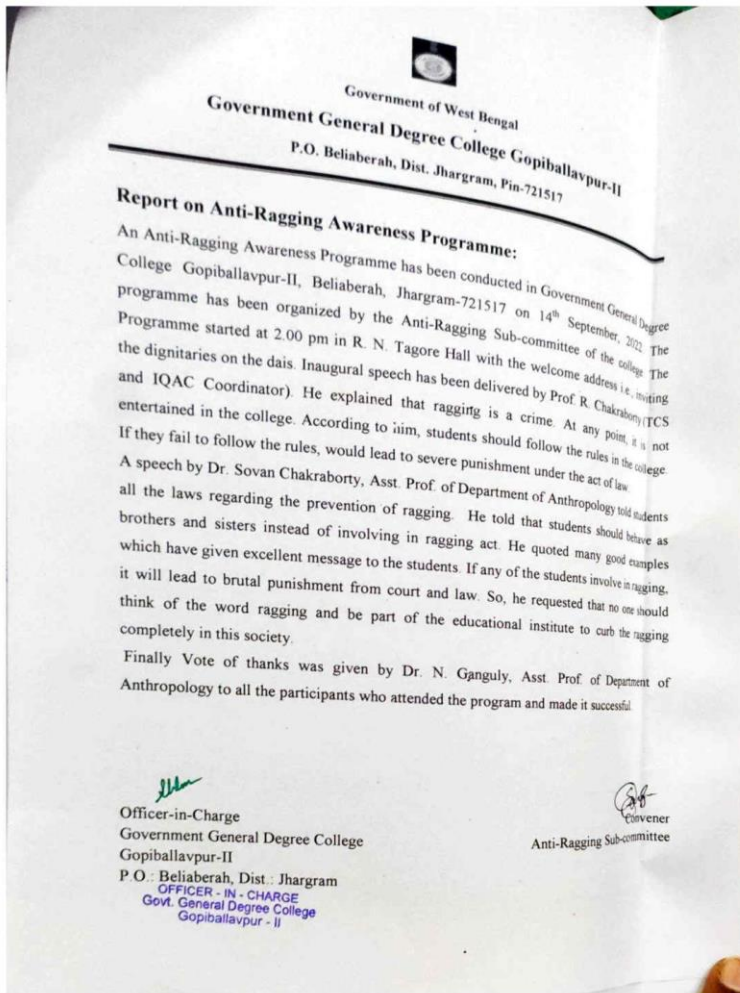 Government of West Bengal
Government General Degree College Gopiballavpur-II
P.O. Beliaberah, Dist. Jhargram, Pin-721517
Report on Anti-Ragging Awareness Programme:
An Anti-Ragging Awareness Programme has been conducted in Government General Degree
College Gopiballavpur-II, Beliaberah, Jhargram-721517 on 14th September, 2022. The
programme has been organized by the Anti-Ragging Sub-committee of the college. The
Programme started at 2.00 pm in R. N. Tagore Hall with the welcome address i.e., inviting
the dignitaries on the dais. Inaugural speech has been delivered by Prof. R. Chakraborty (TCS
and IQAC Coordinator). He explained that ragging is a crime. At any point, it is not
entertained in the college. According to him, students should follow the rules in the college.
If they fail to follow the rules, would lead to severe punishment under the act of law.
A speech by Dr. Sovan Chakraborty, Asst. Prof. of Department of Anthropology told students
all the laws regarding the prevention of ragging. He told that students should behave as
brothers and sisters instead of involving in ragging act. He quoted many good examples
which have given excellent message to the students. If any of the students involve in ragging,
it will lead to brutal punishment from court and law. So, he requested that no one should
think of the word ragging and be part of the educational institute to curb the ragging
completely in this society.
Finally Vote of thanks was given by Dr. N. Ganguly, Asst. Prof. of Department of
Anthropology to all the participants who attended the program and made it successful.
Officer-in-Charge
Government General Degree College
Gopiballavpur-II
P.O.: Beliaberah, Dist.: Jhargram
OFFICER - IN - CHARGE
Govt. General Degree College
Gopiballavpur - II
Convener
Anti-Ragging Sub-committee